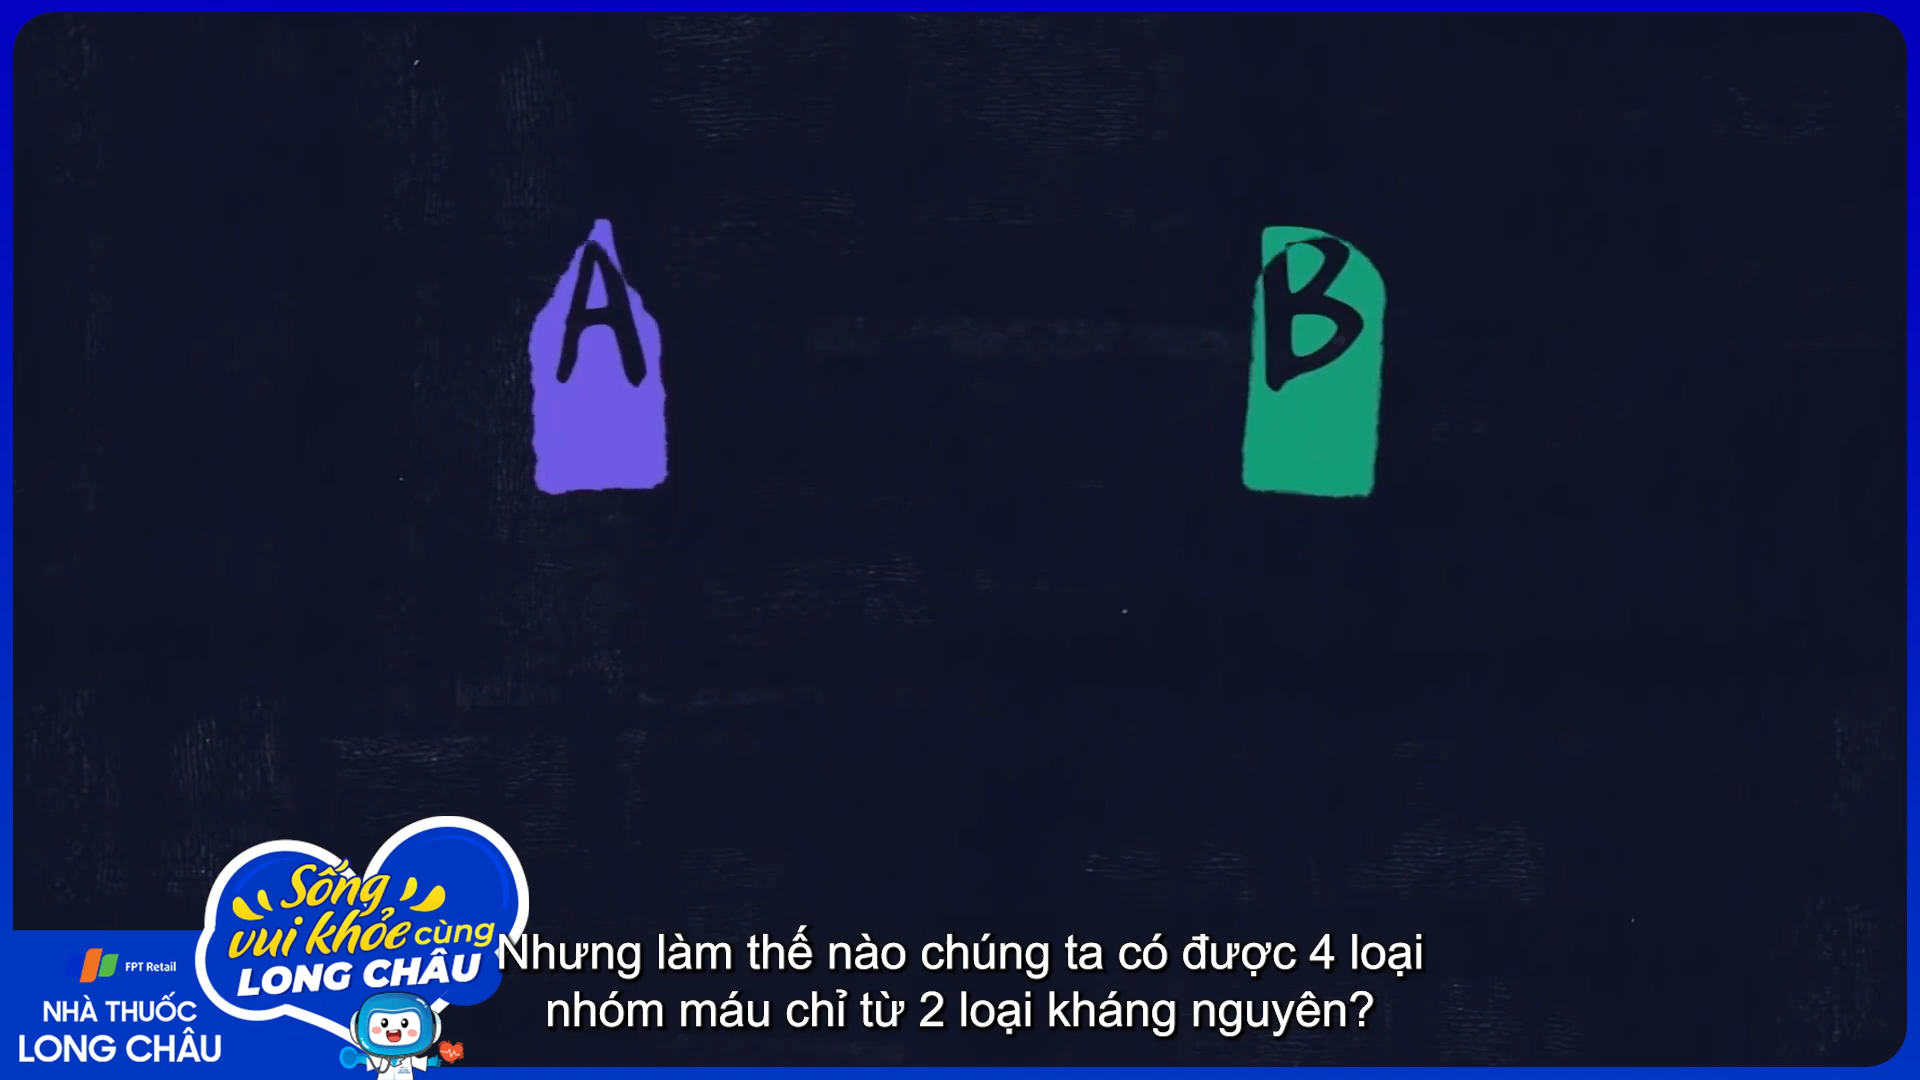 A
B
Sống
vui khỏe cùng
LONG CHÂU
FPT Retail
NHÀ THUỐC
LONG CHÂU
Nhưng làm thế nào chúng ta có được 4 loại
nhóm máu chỉ từ 2 loại kháng nguyên?